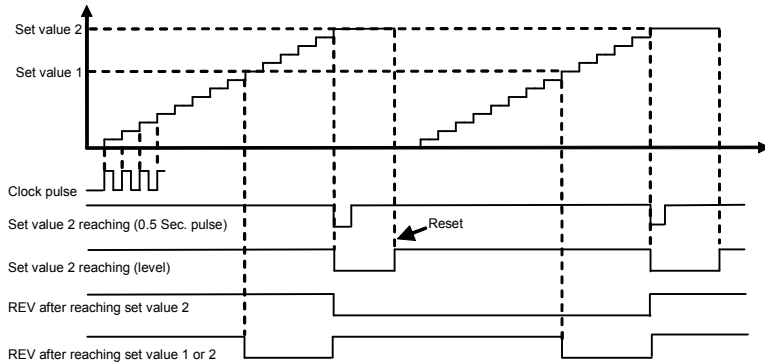 Set value 2
Set value 1
Clock pulse
Set value 2 reaching (0.5 Sec. pulse)
Reset
Set value 2 reaching (level)
REV after reaching set value 2
REV after reaching set value 1 or 2